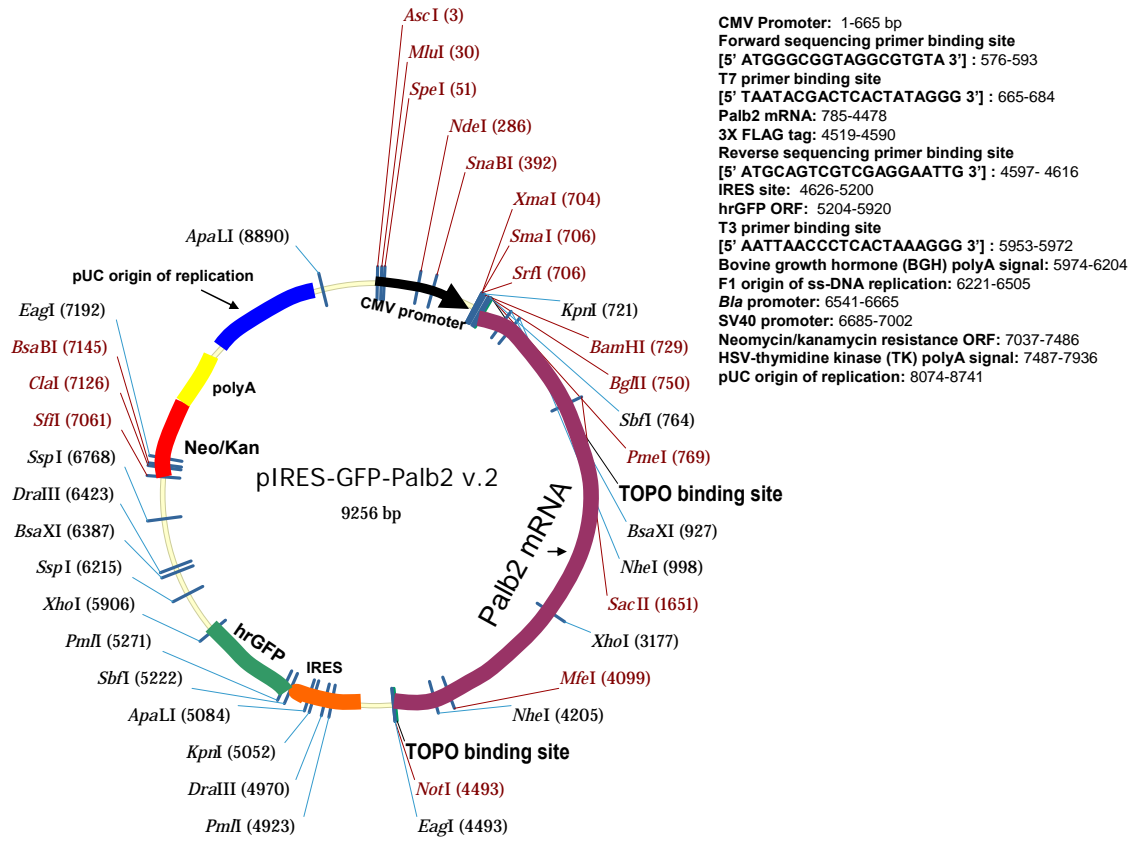 AscI (3)
MluI (30)
SpeI (51)
NdeI (286)
SnaBI (392)
XmaI (704)
SmaI (706)
SrfI (706)
KpnI (721)
BamHI (729)
BglII (750)
SbfI (764)
PmeI (769)
TOPO binding site
BsaXI (927)
NheI (998)
SacII (1651)
XhoI (3177)
MfeI (4099)
NheI (4205)
TOPO binding site
NotI (4493)
EagI (4493)
PmlI (4923)
DraIII (4970)
KpnI (5052)
ApaLI (5084)
SbfI (5222)
PmlI (5271)
XhoI (5906)
SspI (6215)
BsaXI (6387)
DraIII (6423)
SspI (6768)
SfiI (7061)
ClaI (7126)
BsaBI (7145)
EagI (7192)
pUC origin of replication
ApaLI (8890)
CMV promoter
polyA
Neo/Kan
pIRES-GFP-Palb2 v.2
9256 bp
Palb2 mRNA
hrGFP
IRES
CMV Promoter: 1-665 bp
Forward sequencing primer binding site
[5' ATGGGCGGTAGGCGTGTA 3'] : 576-593
T7 primer binding site
[5' TAATACGACTCACTATAGGG 3'] : 665-684
Palb2 mRNA: 785-4478
3X FLAG tag: 4519-4590
Reverse sequencing primer binding site
[5' ATGCAGTCGTCGAGGAATTG 3'] : 4597- 4616
IRES site: 4626-5200
hrGFP ORF: 5204-5920
T3 primer binding site
[5' AATTAACCCTCACTAAAGGG 3'] : 5953-5972
Bovine growth hormone (BGH) polyA signal: 5974-6204
F1 origin of ss-DNA replication: 6221-6505
Bla promoter: 6541-6665
SV40 promoter: 6685-7002
Neomycin/kanamycin resistance ORF: 7037-7486
HSV-thymidine kinase (TK) polyA signal: 7487-7936
pUC origin of replication: 8074-8741